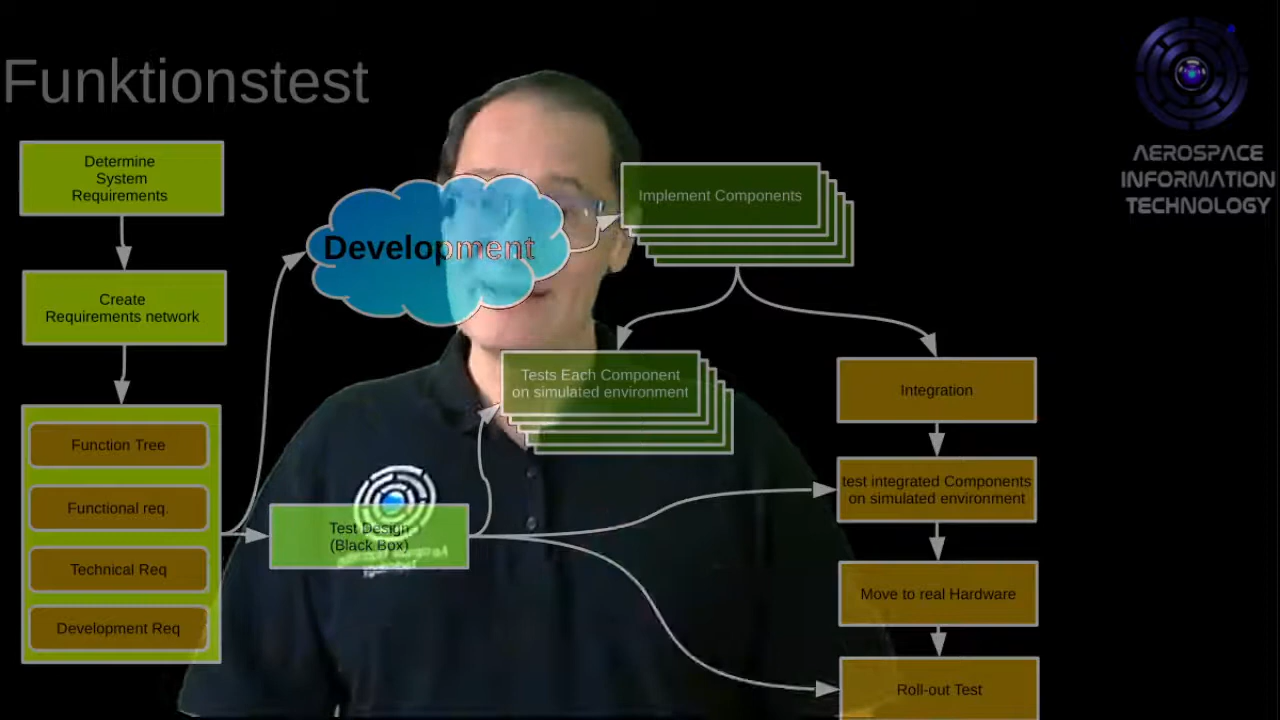 Funktionstest
AEROSPACE
INFORMATION
TECHNOLOGY
Determine
System
Requirements
Create
Requirements network
Function Tree
Functional req.
Technical Req
Development Req
Development
Implement Components
Tests Each Component
on simulated environment
Test Design
(Black Box)
Integration
test integrated Components
on simulated environment
Move to real Hardware
Roll-out Test